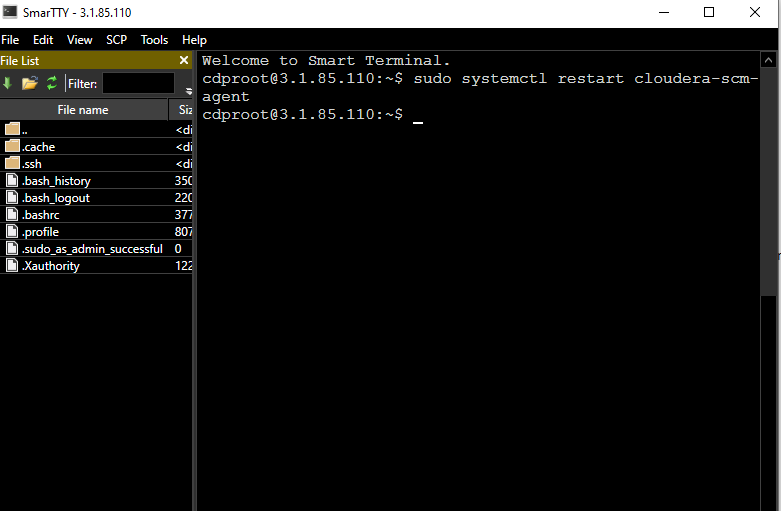 SmarTTY - 3.1.85.110
File Edit View SCP Tools Help
File List
Filter:
File name Siz
.. <di
.cache <di
.ssh <di
.bash_history 350
.bash_logout 220
.bashrc 377
.profile 807
.sudo_as_admin_successful 0
.Xauthority 122
Welcome to Smart Terminal.
cdproot@3.1.85.110:~$ sudo systemctl restart cloudera-scm-
agent
cdproot@3.1.85.110:~$ _